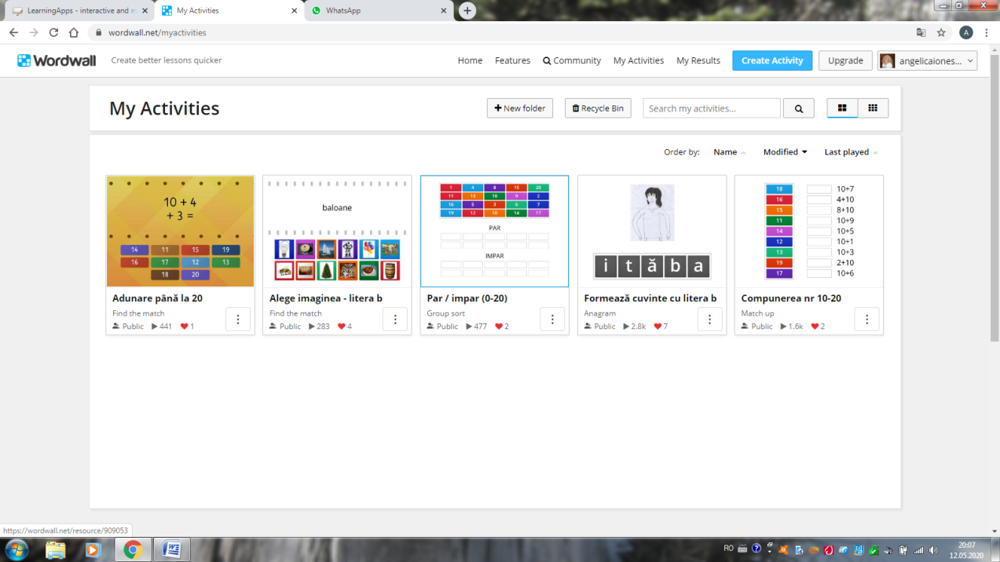 LearningApps - interactive and m
My Activities
WhatsApp
wordwall.net/myactivities
A
Wordwall
Create better lessons quicker
Home
Features
Community
My Activities
My Results
Create Activity
Upgrade
angelicaiones...
My Activities
New folder
Recycle Bin
Search my activities...
Order by:
Name
Modified
Last played
10 + 4
+ 3 =
14 11 15 19
16 17 12 13
18 20
Adunare până la 20
Find the match
Public 441 1
baloane
Alege imaginea - litera b
Find the match
Public 283 4
1 4 8 15 20
11 13 18 9 2
16 5 3 6 7
19 12 10 14 17
PAR
IMPAR
Par / impar (0-20)
Group sort
Public 477 2
i t ă b a
Formează cuvinte cu litera b
Anagram
Public 2.8k 7
18 10+7
16 4+10
15 8+10
11 10+9
14 10+5
12 10+1
13 10+3
19 2+10
17 10+6
Compunerea nr 10-20
Match up
Public 1.6k 2
https://wordwall.net/resource/909053
RO
20:07
12.05.2020